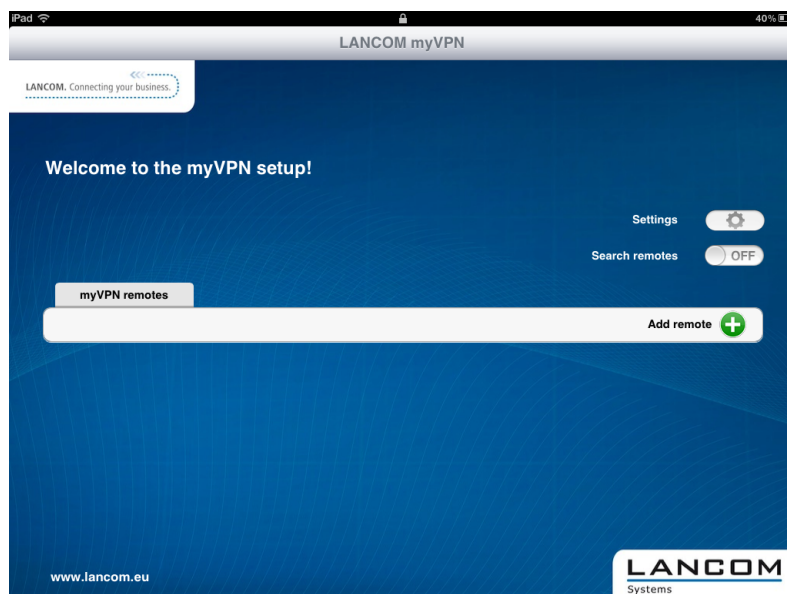 iPad 40%
LANCOM myVPN
LANCOM. Connecting your business.
Welcome to the myVPN setup!
Settings
Search remotes OFF
myVPN remotes
Add remote
www.lancom.eu
LANCOM
Systems